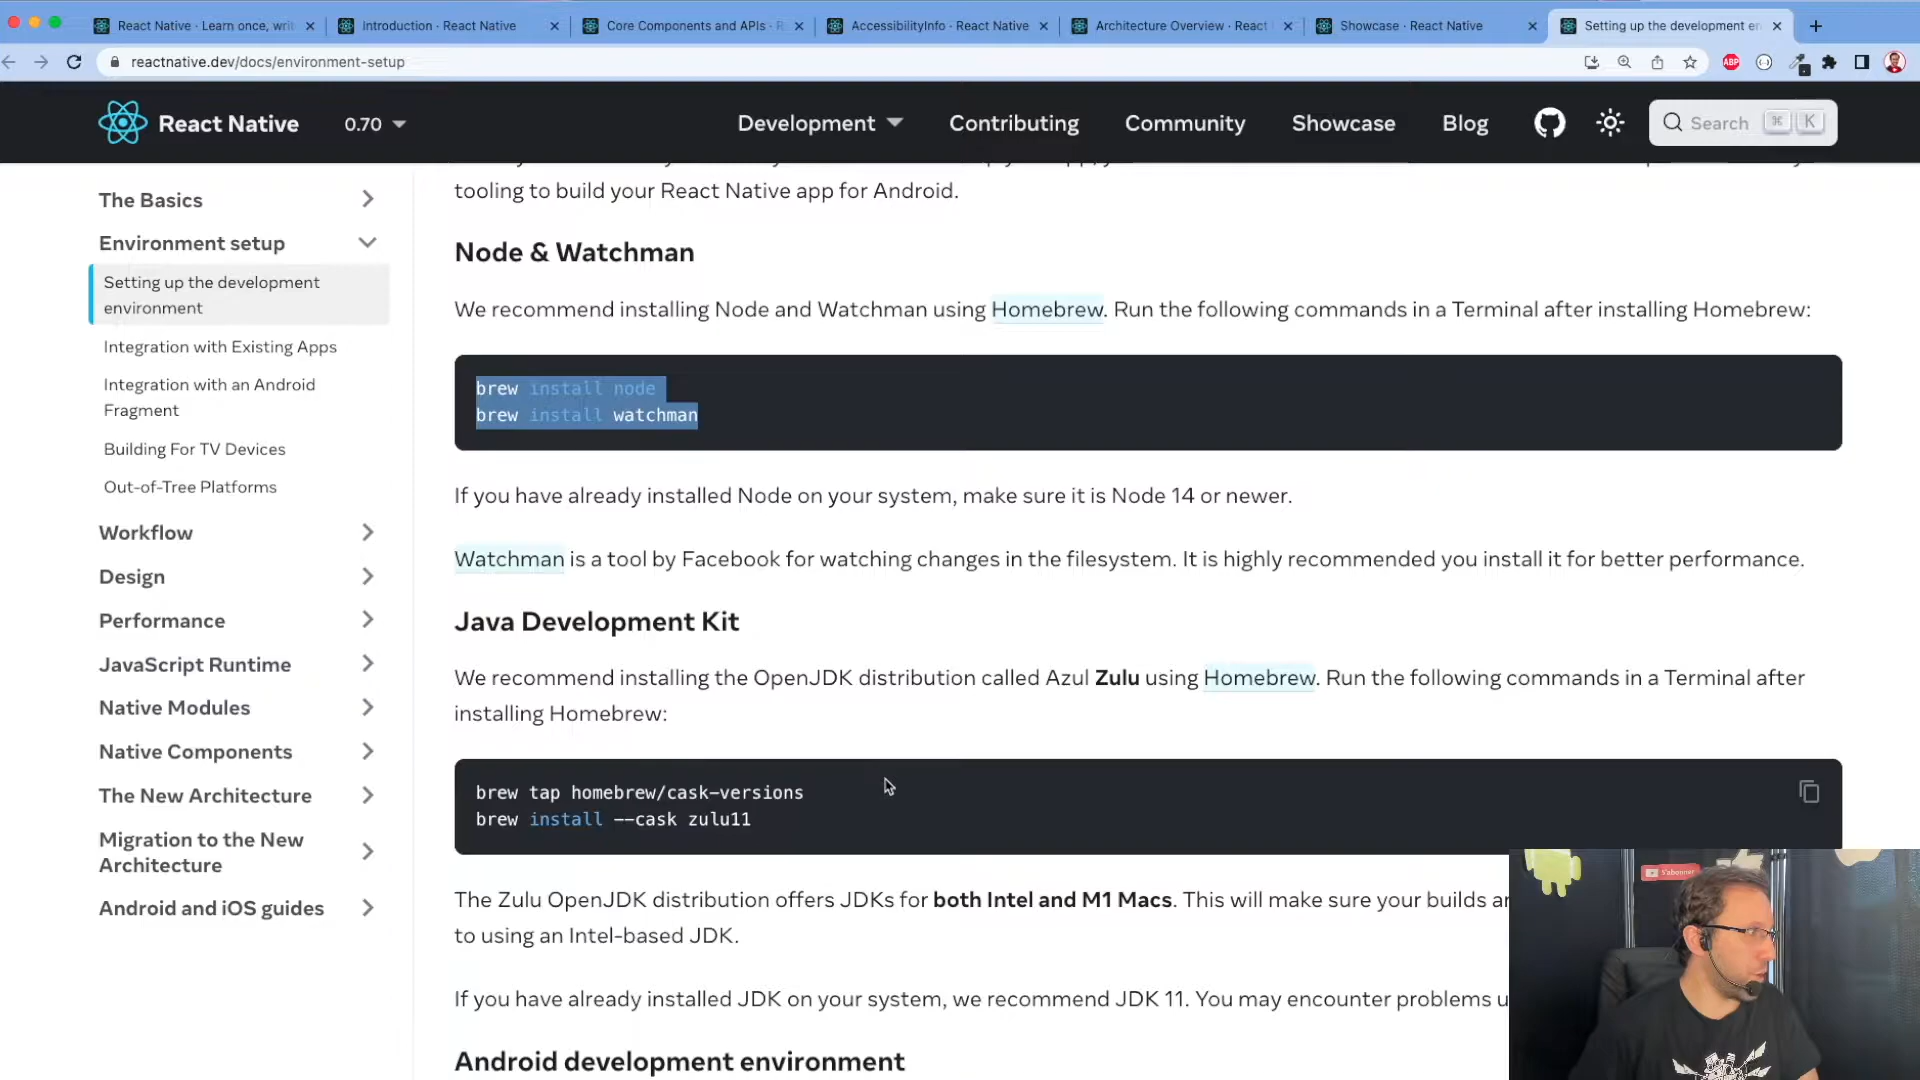 React Native · Learn once, writ
Introduction · React Native
Core Components and APIs · R
AccessibilityInfo · React Native
Architecture Overview · React
Showcase · React Native
Setting up the development en
reactnative.dev/docs/environment-setup
ABP
React Native
0.70
Development
Contributing
Community
Showcase
Blog
Search ⌘ K
The Basics
Environment setup
Setting up the development
environment
Integration with Existing Apps
Integration with an Android
Fragment
Building For TV Devices
Out-of-Tree Platforms
Workflow
Design
Performance
JavaScript Runtime
Native Modules
Native Components
The New Architecture
Migration to the New
Architecture
Android and iOS guides
tooling to build your React Native app for Android.
Node & Watchman
We recommend installing Node and Watchman using Homebrew. Run the following commands in a Terminal after installing Homebrew:
brew install node
brew install watchman
If you have already installed Node on your system, make sure it is Node 14 or newer.
Watchman is a tool by Facebook for watching changes in the filesystem. It is highly recommended you install it for better performance.
Java Development Kit
We recommend installing the OpenJDK distribution called Azul Zulu using Homebrew. Run the following commands in a Terminal after
installing Homebrew:
brew tap homebrew/cask-versions
brew install --cask zulu11
The Zulu OpenJDK distribution offers JDKs for both Intel and M1 Macs. This will make sure your builds ar
to using an Intel-based JDK.
If you have already installed JDK on your system, we recommend JDK 11. You may encounter problems u
Android development environment
S'abonner